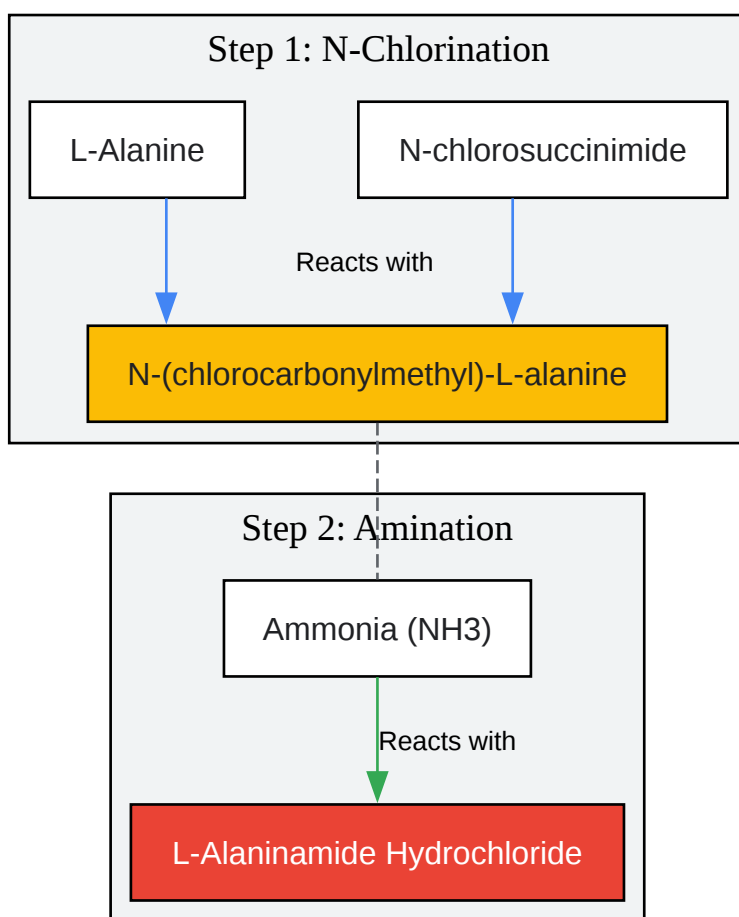 Step 1: N-Chlorination
L-Alanine
N-chlorosuccinimide
Reacts with
N-(chlorocarbonylmethyl)-L-alanine
Step 2: Amination
Ammonia (NH3)
Reacts with
L-Alaninamide Hydrochloride